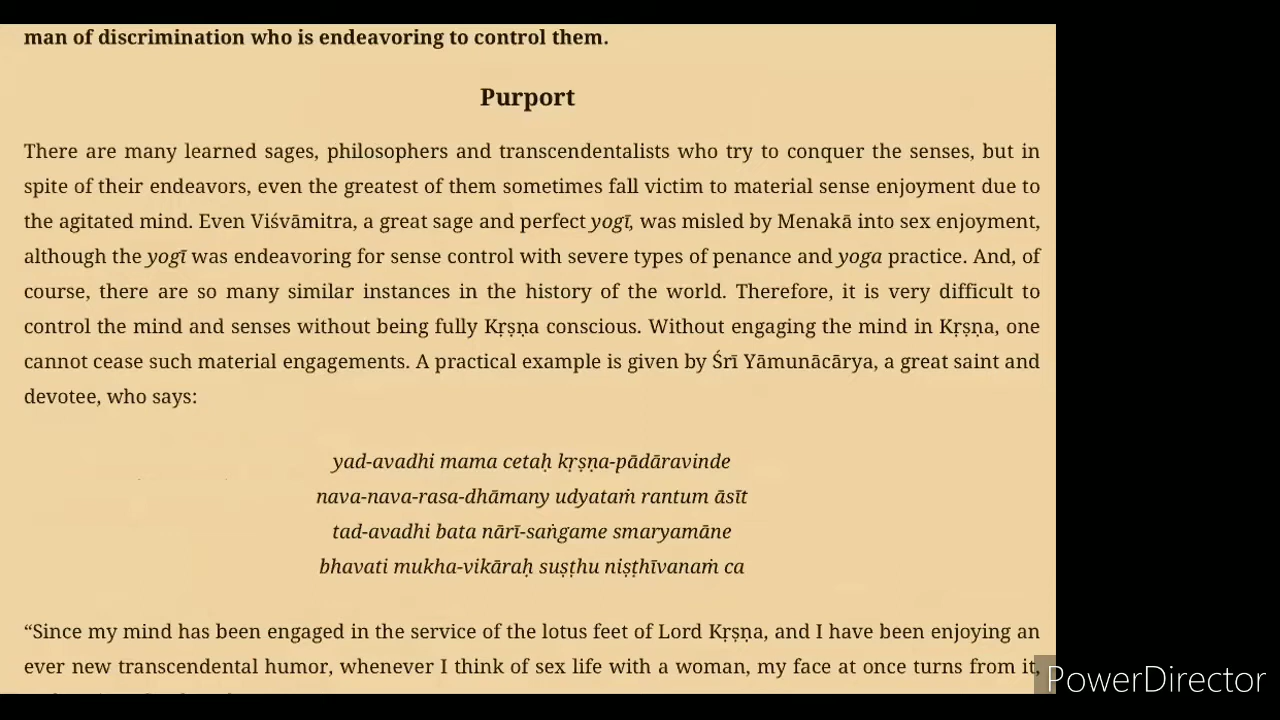 man of discrimination who is endeavoring to control them.
Purport
There are many learned sages, philosophers and transcendentalists who try to conquer the senses, but in
spite of their endeavors, even the greatest of them sometimes fall victim to material sense enjoyment due to
the agitated mind. Even Viśvāmitra, a great sage and perfect yogī, was misled by Menakā into sex enjoyment,
although the yogī was endeavoring for sense control with severe types of penance and yoga practice. And, of
course, there are so many similar instances in the history of the world. Therefore, it is very difficult to
control the mind and senses without being fully Kṛṣṇa conscious. Without engaging the mind in Kṛṣṇa, one
cannot cease such material engagements. A practical example is given by Śrī Yāmunācārya, a great saint and
devotee, who says:
yad-avadhi mama cetaḥ kṛṣṇa-pādāravinde
nava-nava-rasa-dhāmany udyataṁ rantum āsīt
tad-avadhi bata nārī-saṅgame smaryamāne
bhavati mukha-vikāraḥ suṣṭhu niṣṭhīvanaṁ ca
“Since my mind has been engaged in the service of the lotus feet of Lord Kṛṣṇa, and I have been enjoying an
ever new transcendental humor, whenever I think of sex life with a woman, my face at once turns from it,
PowerDirector